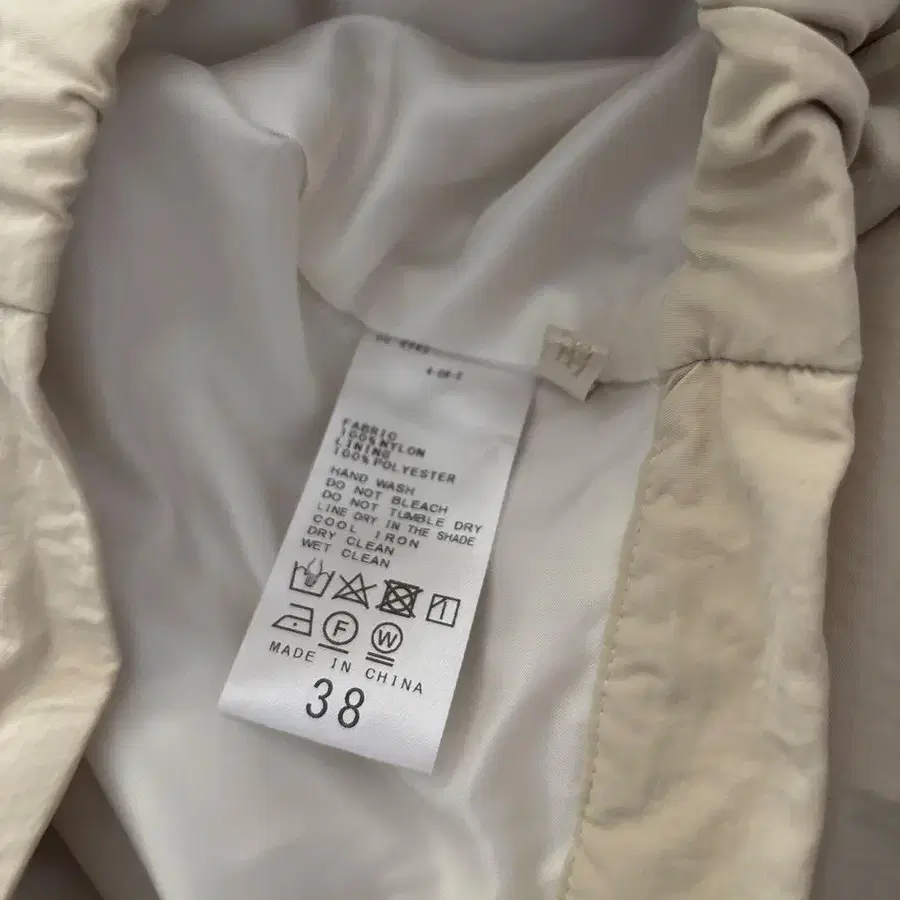 FABRIC
100%NYLON
LINING
100%POLYESTER
HAND WASH
DO NOT BLEACH
DO NOT TUMBLE DRY
LINE DRY IN THE SHADE
COOL IRON
DRY CLEAN
WET CLEAN
F
W
MADE IN CHINA
38